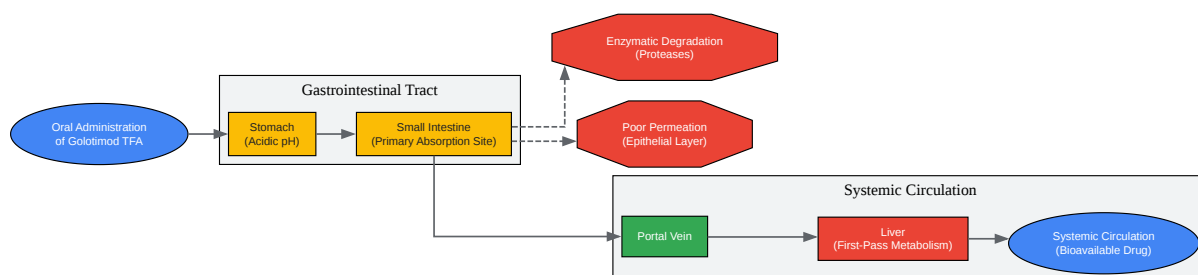 Oral Administration
of Golotimod TFA
Gastrointestinal Tract
Stomach
(Acidic pH)
Small Intestine
(Primary Absorption Site)
Enzymatic Degradation
(Proteases)
Poor Permeation
(Epithelial Layer)
Systemic Circulation
Portal Vein
Liver
(First-Pass Metabolism)
Systemic Circulation
(Bioavailable Drug)